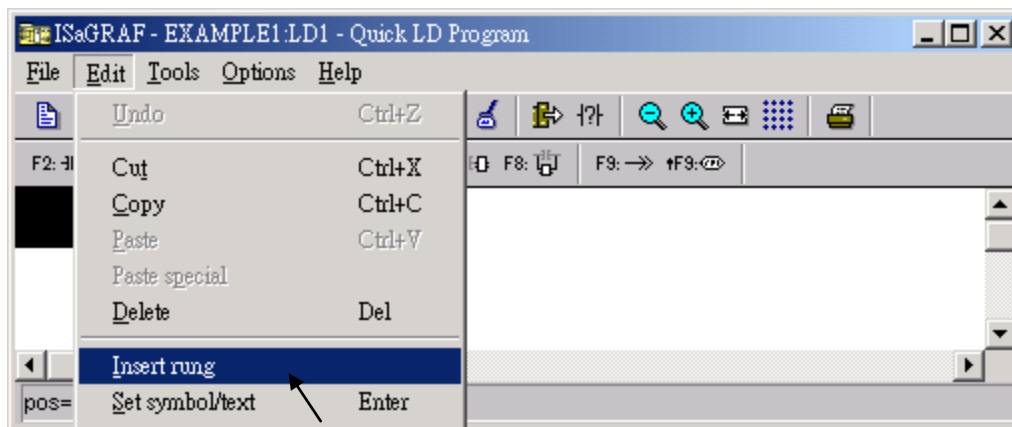 ISaGRAF - EXAMPLE1:LD1 - Quick LD Program
File Edit Tools Options Help
Undo Ctrl+Z
F2: F8: F9: ↑F9:
Cut Ctrl+X
Copy Ctrl+C
Paste Ctrl+V
Paste special
Delete Del
Insert rung
pos= Set symbol/text Enter